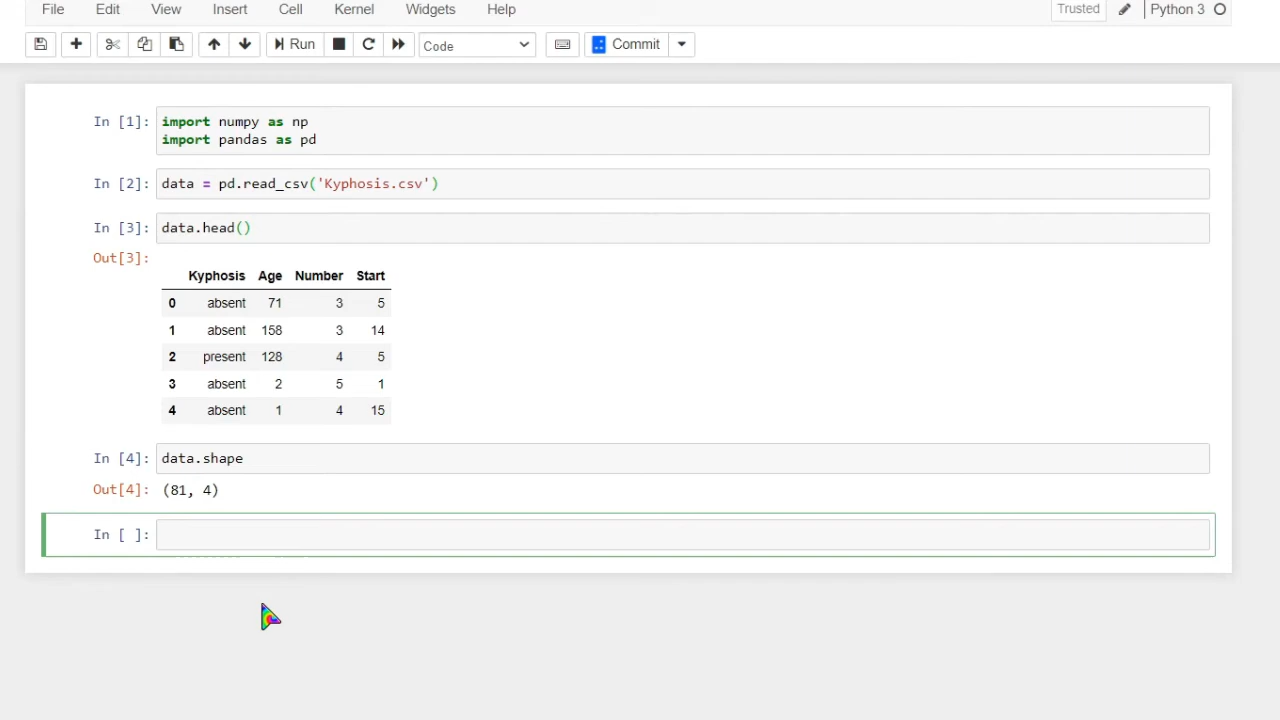 File Edit View Insert Cell Kernel Widgets Help Trusted Python 3
Run Code Commit
In [1]: import numpy as np
import pandas as pd
In [2]: data = pd.read_csv('Kyphosis.csv')
In [3]: data.head()
Out[3]:
Kyphosis Age Number Start
0 absent 71 3 5
1 absent 158 3 14
2 present 128 4 5
3 absent 2 5 1
4 absent 1 4 15
In [4]: data.shape
Out[4]: (81, 4)
In [ ]: